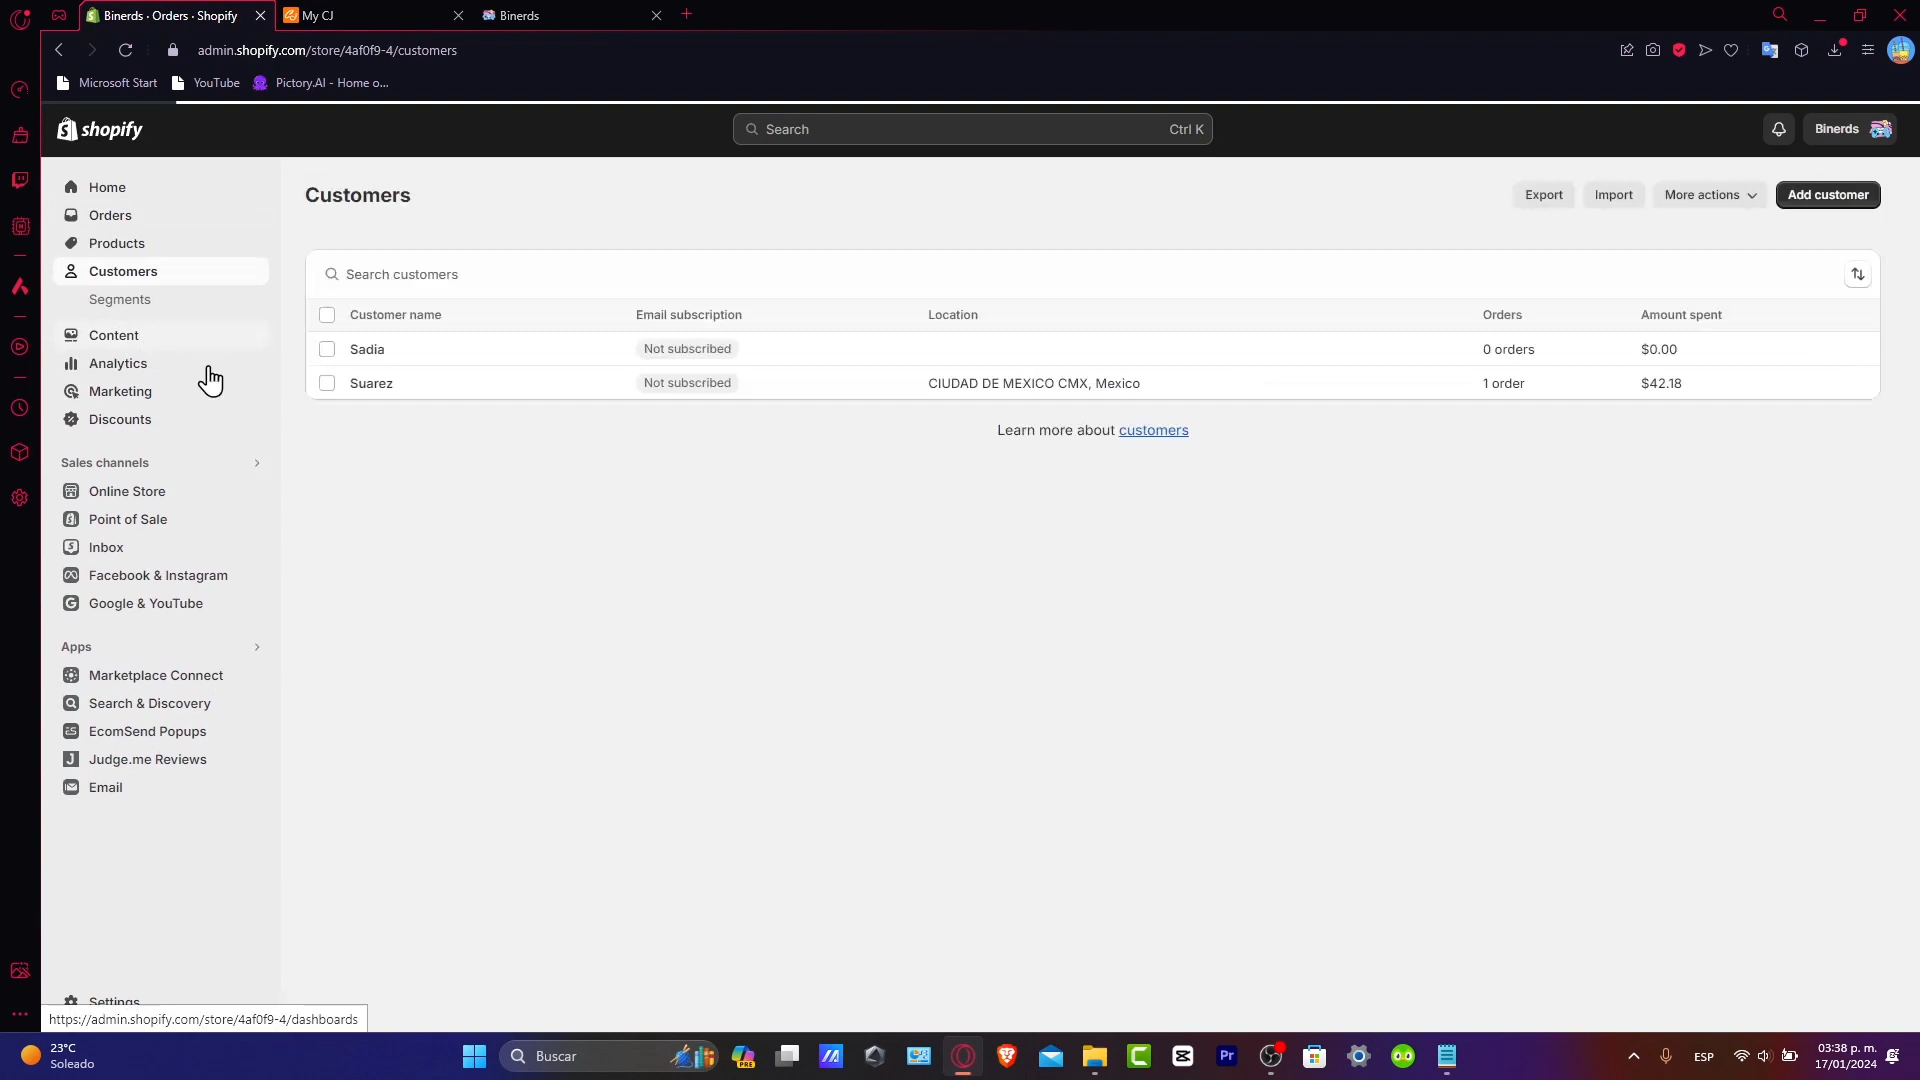 Binerds · Orders · Shopify
My CJ
Binerds
admin.shopify.com/store/4af0f9-4/customers
Microsoft Start
YouTube
Pictory.AI - Home o...
shopify
Search
Ctrl K
Binerds
Home
Orders
Products
Customers
Segments
Content
Analytics
Marketing
Discounts
Sales channels
Online Store
Point of Sale
Inbox
Facebook & Instagram
Google & YouTube
Apps
Marketplace Connect
Search & Discovery
EcomSend Popups
Judge.me Reviews
Email
Settings
https://admin.shopify.com/store/4af0f9-4/dashboards
Customers
Export
Import
More actions
Add customer
Search customers
Customer name Email subscription Location Orders Amount spent
Sadia Not subscribed 0 orders $0.00
Suarez Not subscribed CIUDAD DE MEXICO CMX, Mexico 1 order $42.18
Learn more about customers
23°C
Soleado
Buscar
PRE
Pr
ESP
03:38 p. m.
17/01/2024